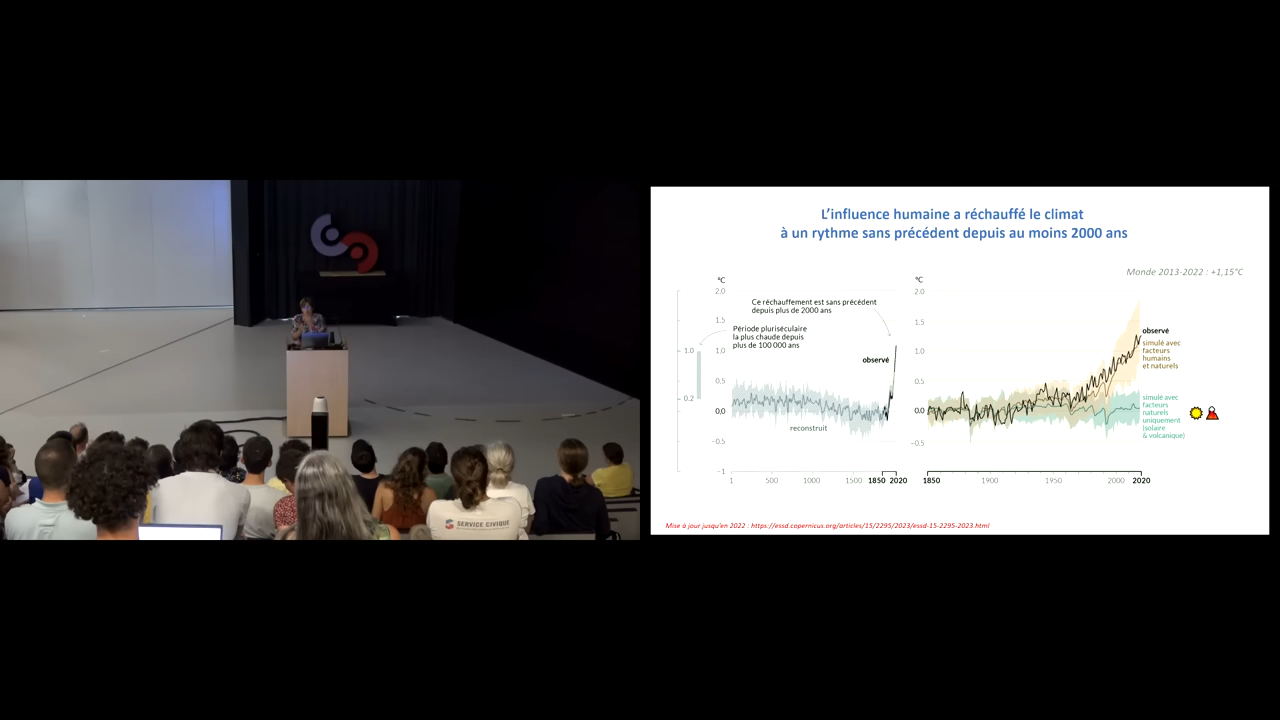 SERVICE CIVIQUE
L'influence humaine a réchauffé le climat
à un rythme sans précédent depuis au moins 2000 ans
Monde 2013-2022 : +1,15°C
°C
2.0
1.5
1.0
0.5
0.0
−0.5
−1
1.0
0.2
Ce réchauffement est sans précédent
depuis plus de 2000 ans
Période pluriséculaire
la plus chaude depuis
plus de 100 000 ans
observé
reconstruit
1 500 1000 1500 1850 2020
°C
2.0
1.5
1.0
0.5
0.0
−0.5
observé
simulé avec
facteurs
humains
et naturels
simulé avec
facteurs
naturels
uniquement
(solaire
& volcanique)
1850 1900 1950 2000 2020
Mise à jour jusqu'en 2022 : https://essd.copernicus.org/articles/15/2295/2023/essd-15-2295-2023.html